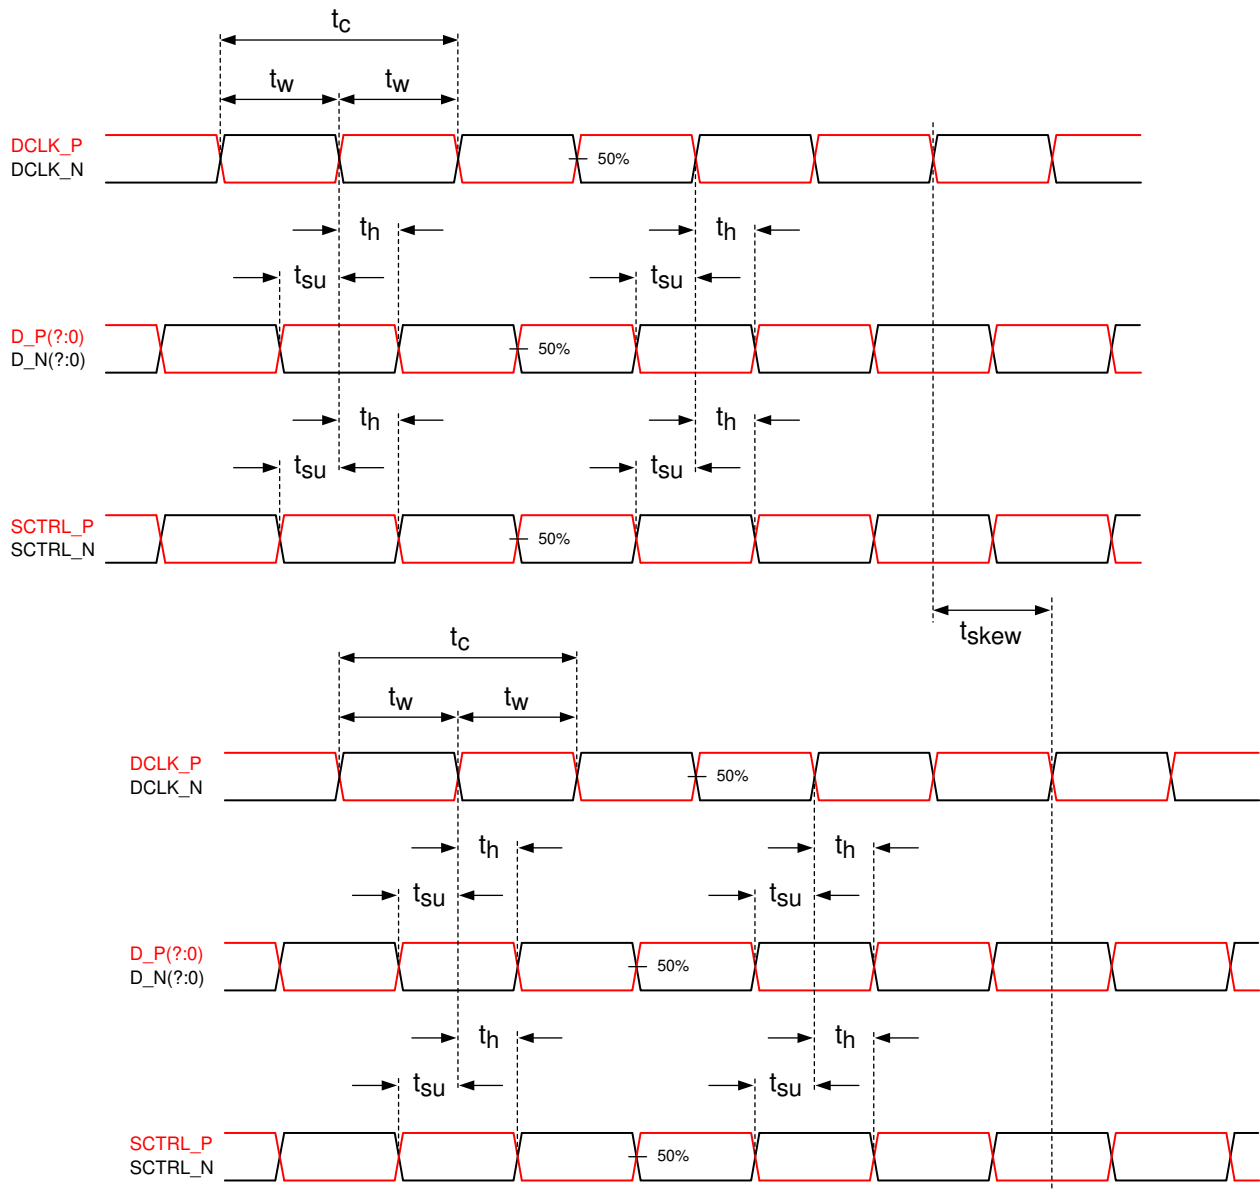 tc
tw tw
DCLK_P
DCLK_N
50%
th th
tsu tsu
D_P(?:0)
D_N(?:0)
50%
th th
tsu tsu
SCTRL_P
SCTRL_N
50%
tskew
tc
tw tw
DCLK_P
DCLK_N
50%
th th
tsu tsu
D_P(?:0)
D_N(?:0)
50%
th th
tsu tsu
SCTRL_P
SCTRL_N
50%